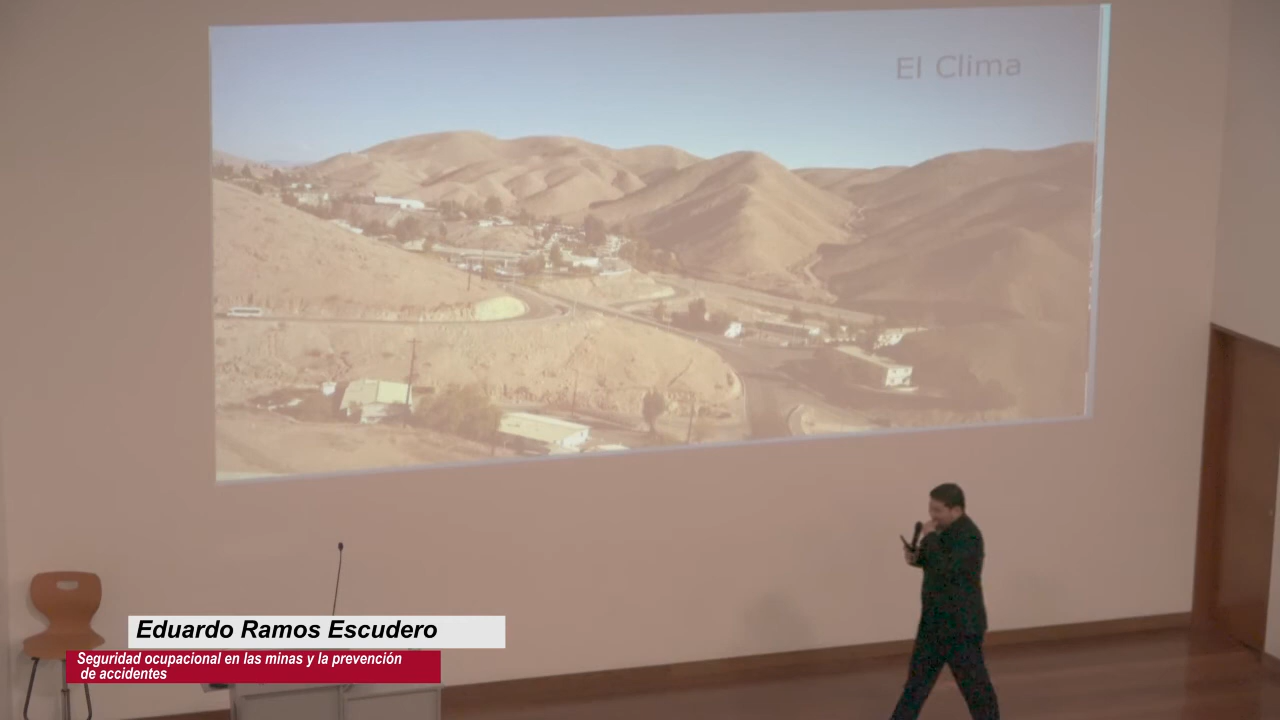 El Clima
Eduardo Ramos Escudero
Seguridad ocupacional en las minas y la prevención
de accidentes